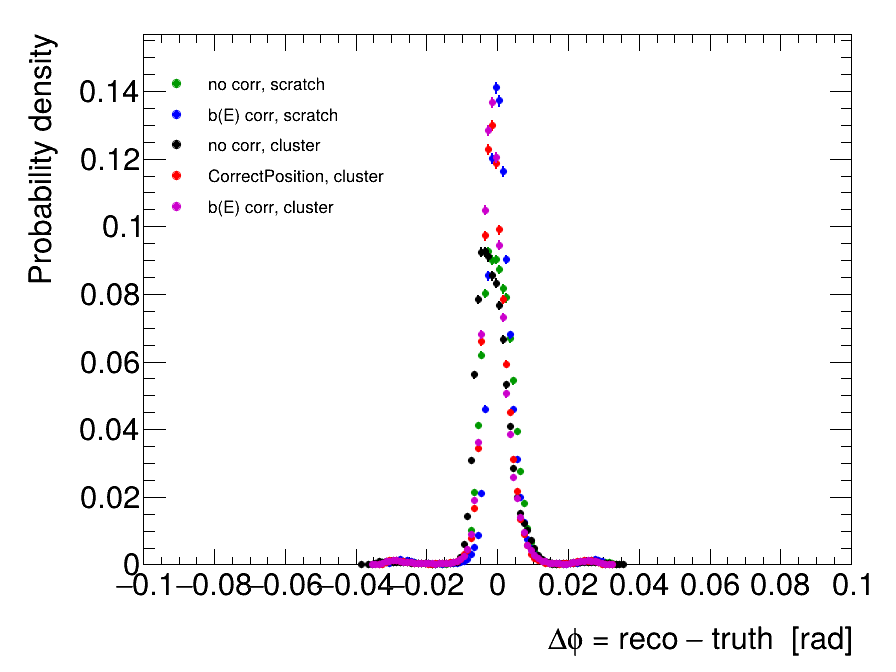 Probability density
0.14
0.12
0.1
0.08
0.06
0.04
0.02
0
no corr, scratch
b(E) corr, scratch
no corr, cluster
CorrectPosition, cluster
b(E) corr, cluster
−0.1 −0.08 −0.06 −0.04 −0.02 0 0.02 0.04 0.06 0.08 0.1
Δϕ = reco − truth [rad]